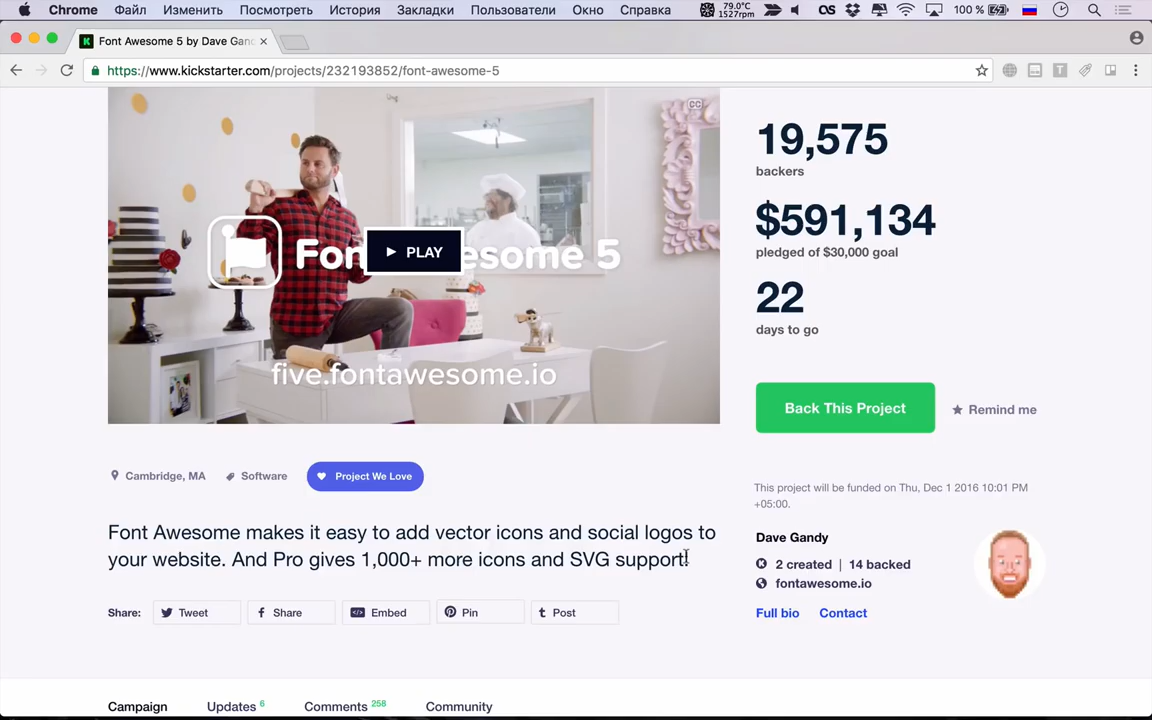 Chrome Файл Изменить Посмотреть История Закладки Пользователи Окно Справка
79.0°C
1527rpm
100 %
Font Awesome 5 by Dave Gand
https://www.kickstarter.com/projects/232193852/font-awesome-5
CC
PLAY
Fon esome 5
five.fontawesome.io
19,575
backers
$591,134
pledged of $30,000 goal
22
days to go
Back This Project
Remind me
Cambridge, MA Software Project We Love
This project will be funded on Thu, Dec 1 2016 10:01 PM
+05:00.
Font Awesome makes it easy to add vector icons and social logos to
your website. And Pro gives 1,000+ more icons and SVG support!
Dave Gandy
2 created | 14 backed
fontawesome.io
Full bio Contact
Share: Tweet Share Embed Pin Post
Campaign Updates 6 Comments 258 Community